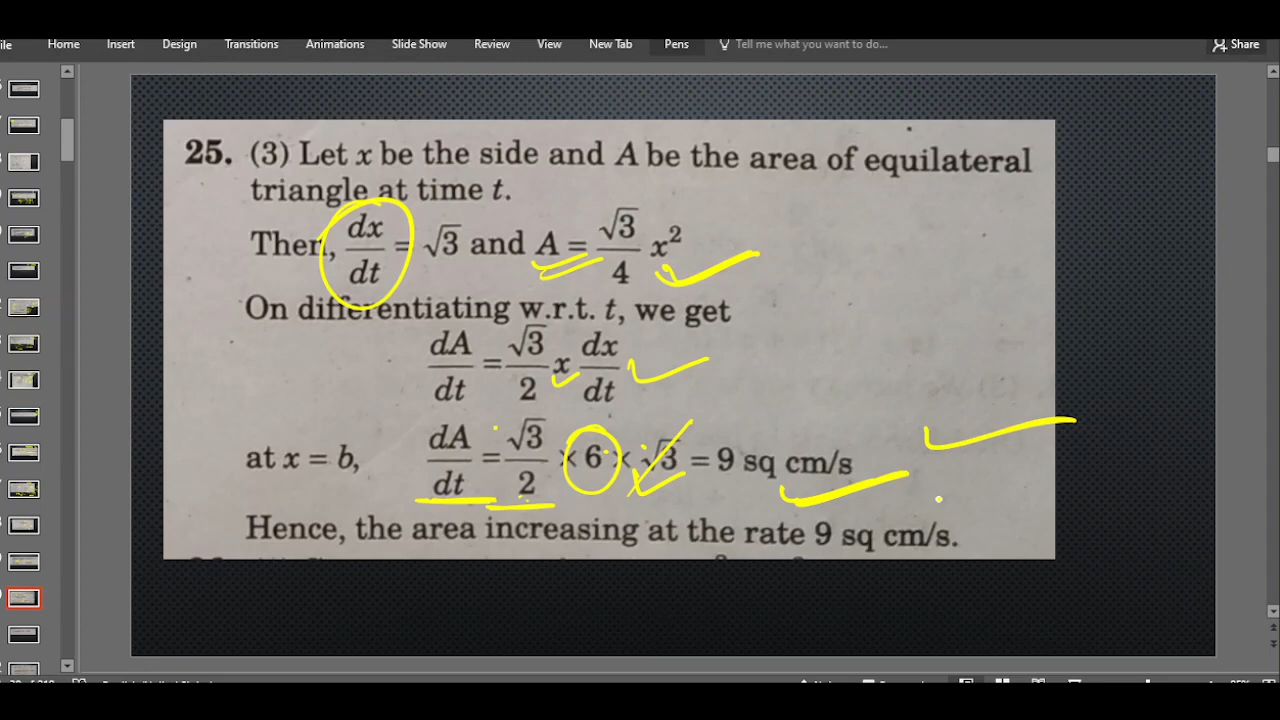 File Home Insert Design Transitions Animations Slide Show Review View New Tab Pens Tell me what you want to do... Share
25. (3) Let x be the side and A be the area of equilateral
triangle at time t.
Then, dx/dt = √3 and A = √3/4 x²
On differentiating w.r.t. t, we get
dA/dt = √3/2 x dx/dt
at x = b, dA/dt = √3/2 × 6 × √3 = 9 sq cm/s
Hence, the area increasing at the rate 9 sq cm/s.